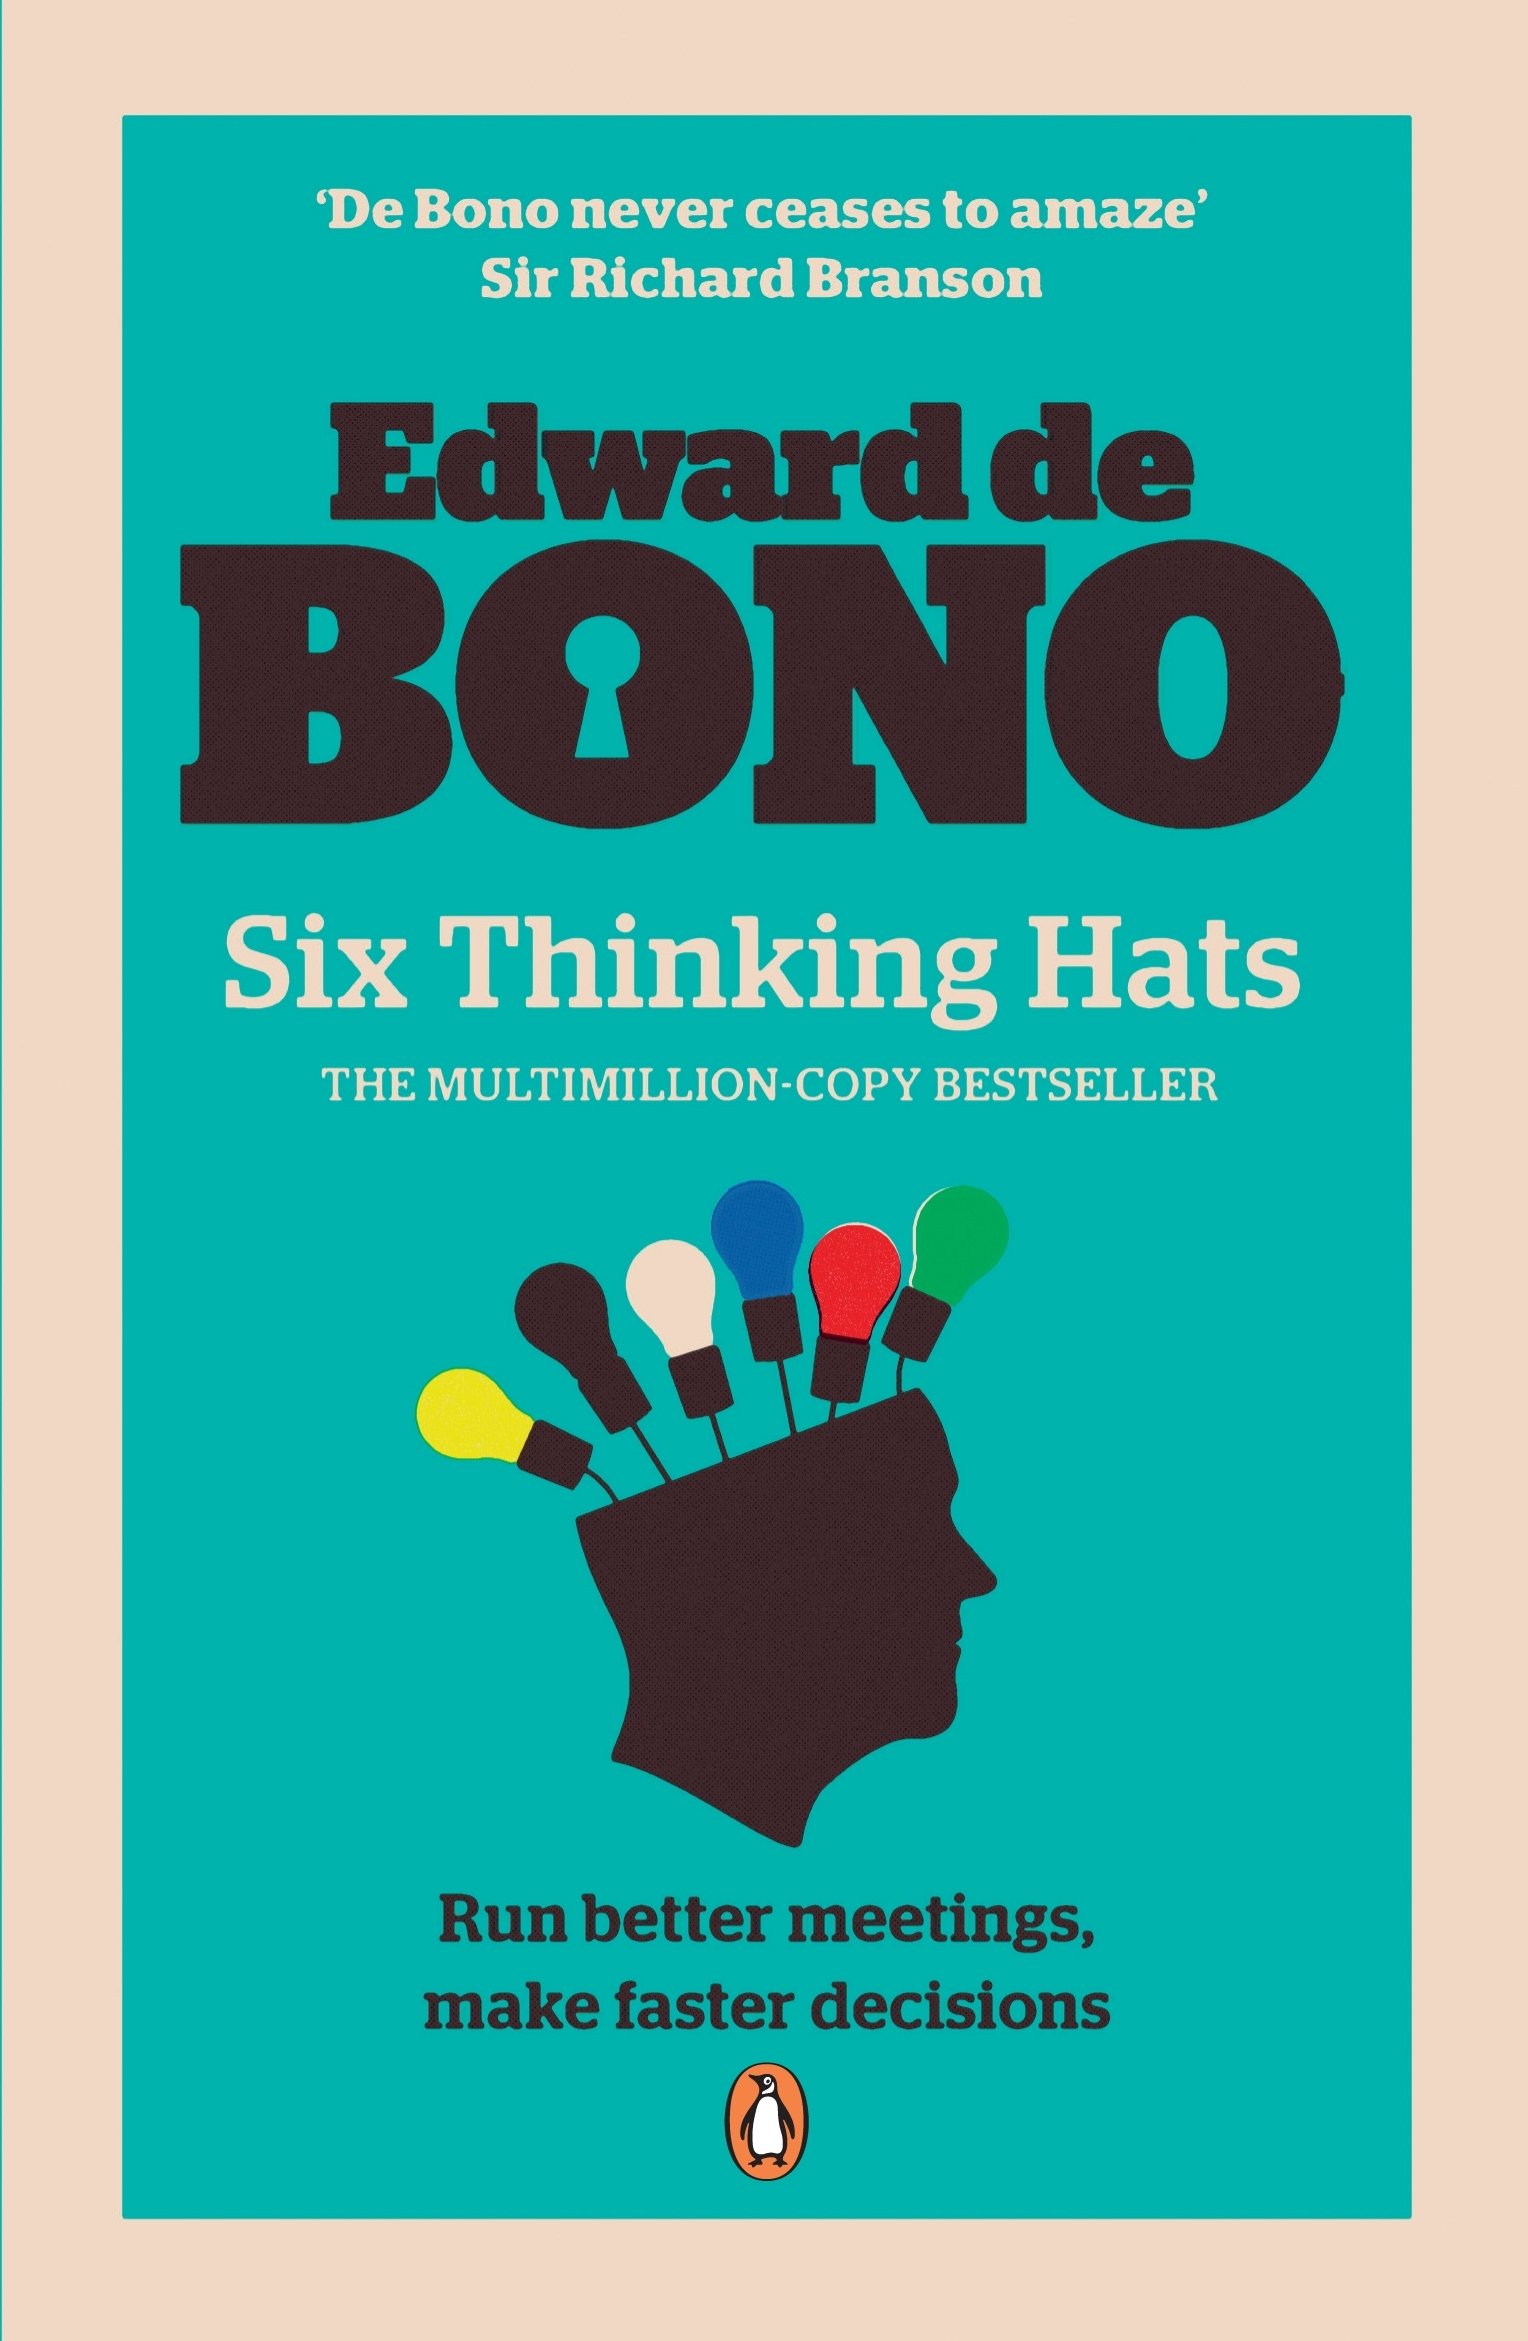 ‘De Bono never ceases to amaze’
Sir Richard Branson
Edward de
BONO
Six Thinking Hats
THE MULTIMILLION-COPY BESTSELLER
Run better meetings,
make faster decisions